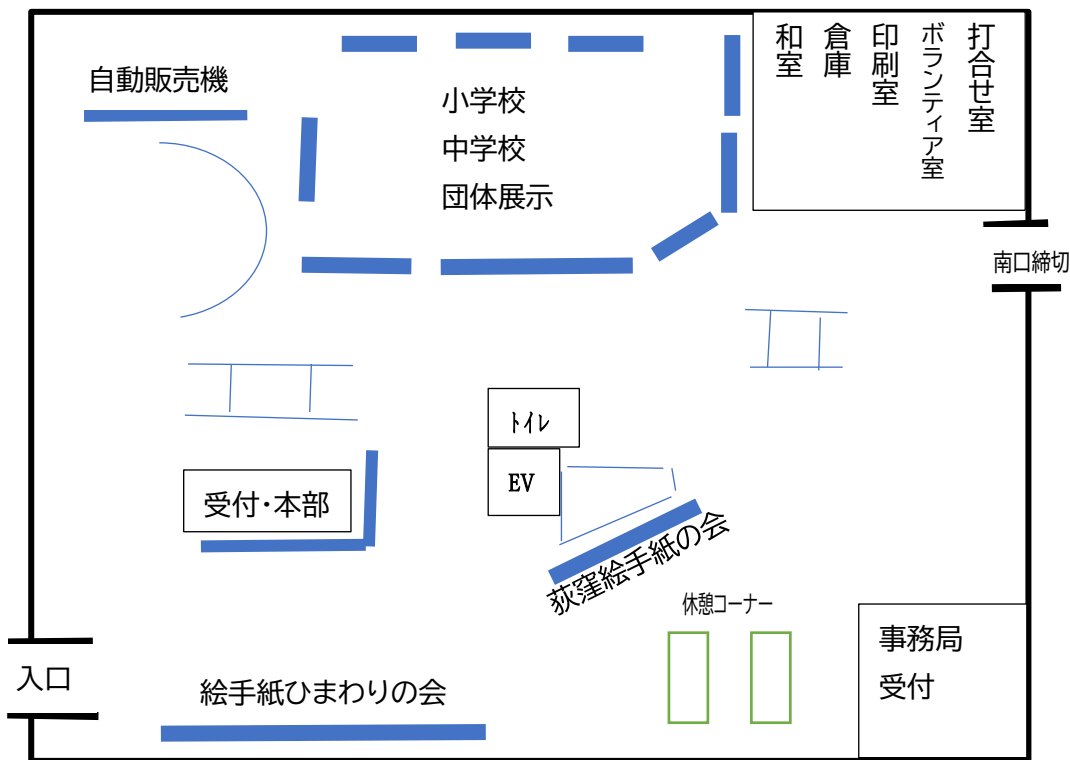 自動販売機
小学校
中学校
団体展示
打合せ室
ボランティア室
印刷室
倉庫
和室
南口締切
トイレ
EV
受付・本部
荻窪絵手紙の会
休憩コーナー
事務局
受付
入口
絵手紙ひまわりの会